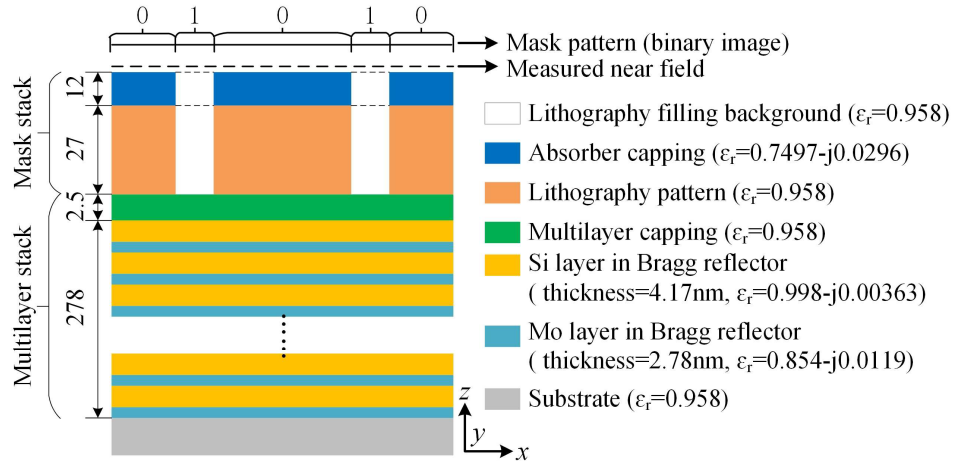 0 1 0 1 0
Mask pattern (binary image)
Measured near field
Mask stack
12
27
Multilayer stack
2.5
278
Lithography filling background (εr=0.958)
Absorber capping (εr=0.7497-j0.0296)
Lithography pattern (εr=0.958)
Multilayer capping (εr=0.958)
Si layer in Bragg reflector
( thickness=4.17nm, εr=0.998-j0.00363)
Mo layer in Bragg reflector
( thickness=2.78nm, εr=0.854-j0.0119)
Substrate (εr=0.958)
z
y
x